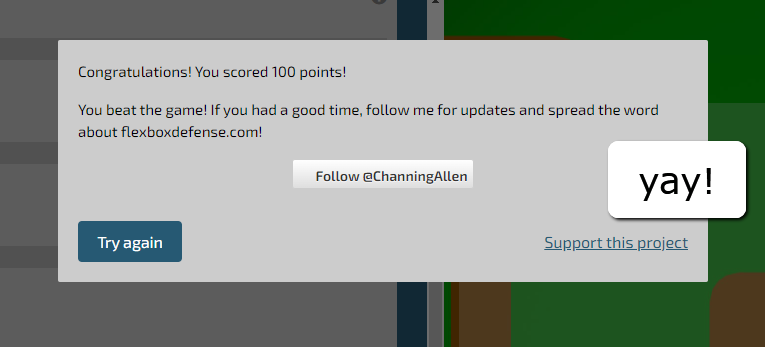 Congratulations! You scored 100 points!
You beat the game! If you had a good time, follow me for updates and spread the word
about flexboxdefense.com!
Follow @ChanningAllen
yay!
Try again
Support this project